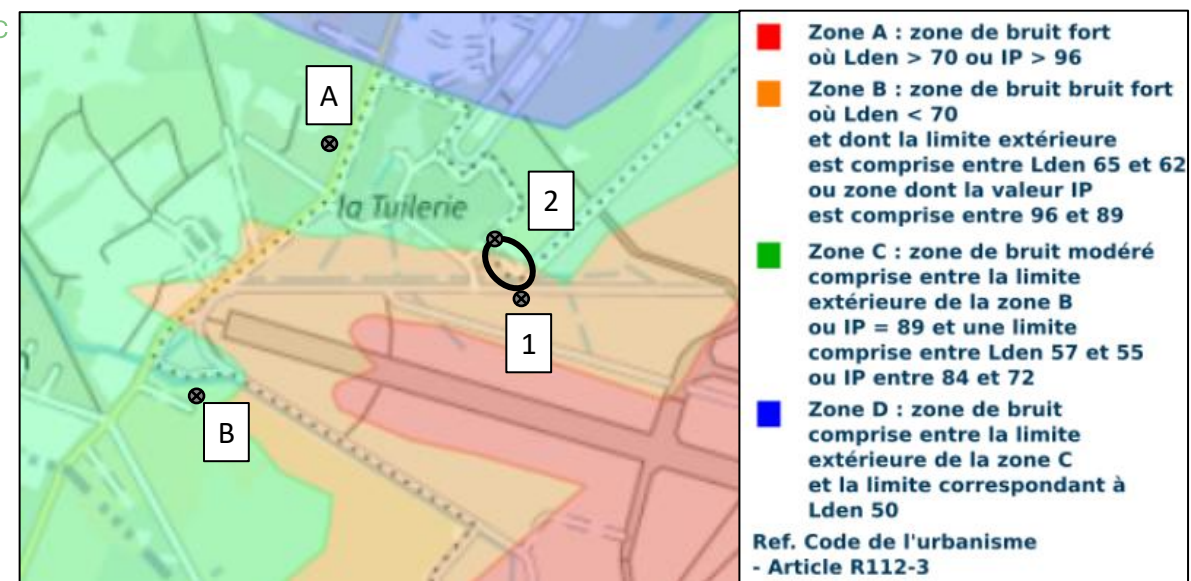 C
A
la Tuilerie
2
1
B
Zone A : zone de bruit fort
où Lden > 70 ou IP > 96
Zone B : zone de bruit bruit fort
où Lden < 70
et dont la limite extérieure
est comprise entre Lden 65 et 62
ou zone dont la valeur IP
est comprise entre 96 et 89
Zone C : zone de bruit modéré
comprise entre la limite
extérieure de la zone B
ou IP = 89 et une limite
comprise entre Lden 57 et 55
ou IP entre 84 et 72
Zone D : zone de bruit
comprise entre la limite
extérieure de la zone C
et la limite correspondant à
Lden 50
Ref. Code de l'urbanisme
- Article R112-3